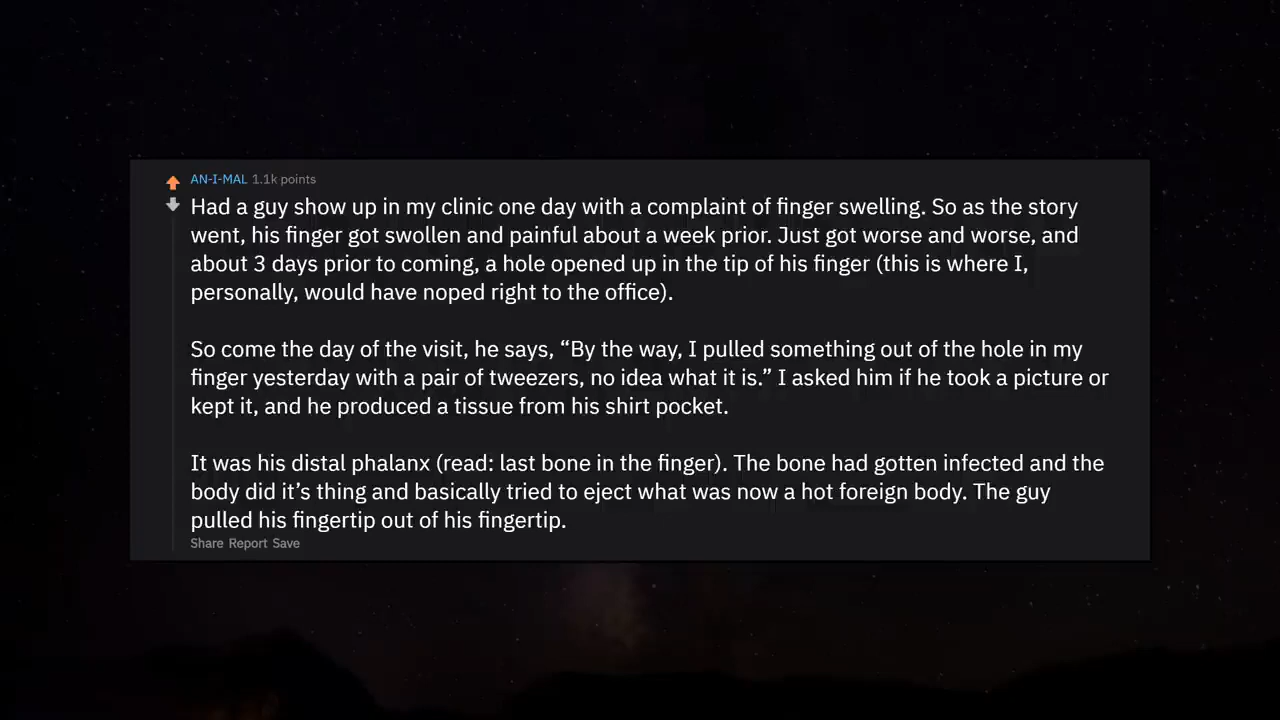 AN-I-MAL 1.1k points
Had a guy show up in my clinic one day with a complaint of finger swelling. So as the story
went, his finger got swollen and painful about a week prior. Just got worse and worse, and
about 3 days prior to coming, a hole opened up in the tip of his finger (this is where I,
personally, would have noped right to the office).
So come the day of the visit, he says, “By the way, I pulled something out of the hole in my
finger yesterday with a pair of tweezers, no idea what it is.” I asked him if he took a picture or
kept it, and he produced a tissue from his shirt pocket.
It was his distal phalanx (read: last bone in the finger). The bone had gotten infected and the
body did it’s thing and basically tried to eject what was now a hot foreign body. The guy
pulled his fingertip out of his fingertip.
Share Report Save